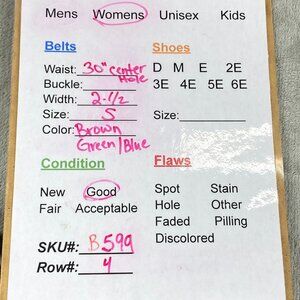 Mens Womens Unisex Kids
Belts Shoes
Waist: 30" center Hole D M E 2E
Buckle: 3E 4E 5E 6E
Width: 2-1/2
Size: S Size:
Color: Brown
Green/Blue
Condition Flaws
New Good Spot Stain
Fair Acceptable Hole Other
Faded Pilling
SKU#: B599 Discolored
Row#: 4